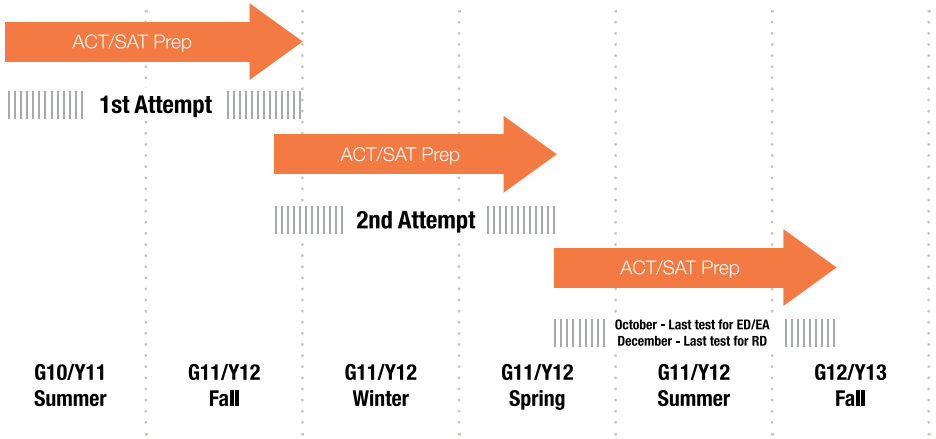 ACT/SAT Prep
1st Attempt
ACT/SAT Prep
2nd Attempt
ACT/SAT Prep
October - Last test for ED/EA
December - Last test for RD
G10/Y11
Summer
G11/Y12
Fall
G11/Y12
Winter
G11/Y12
Spring
G11/Y12
Summer
G12/Y13
Fall